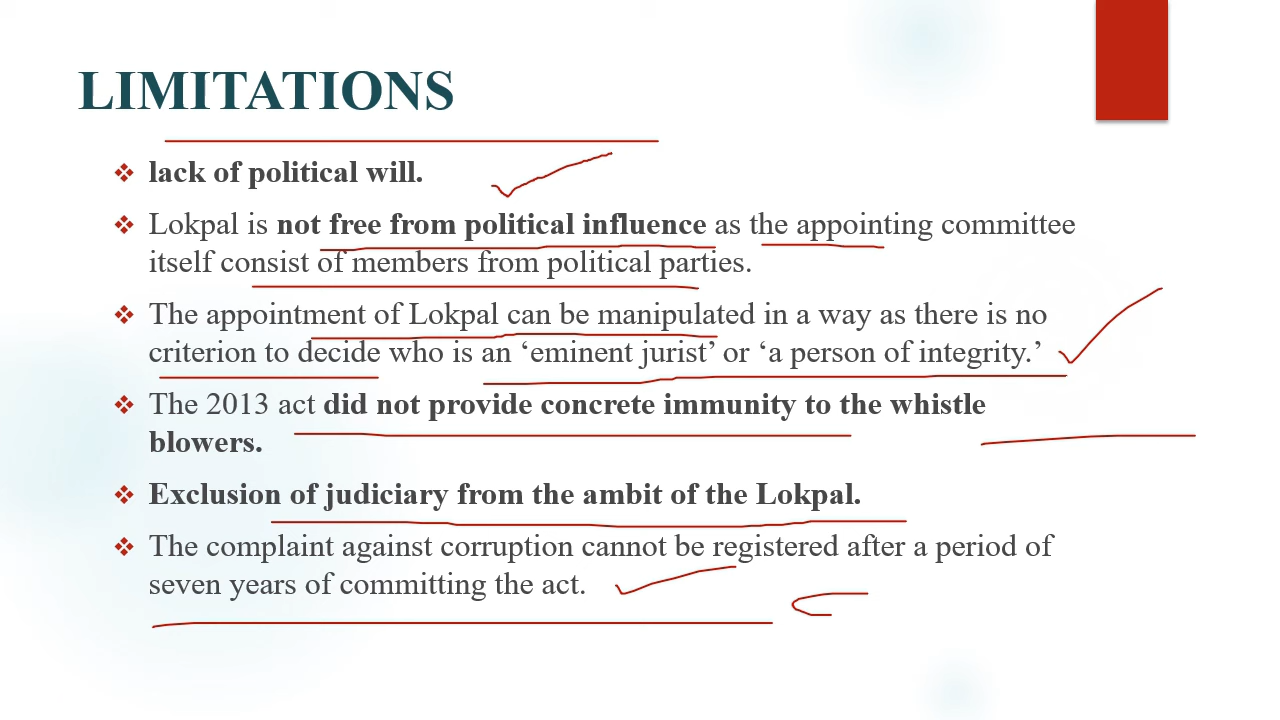 LIMITATIONS
lack of political will.
Lokpal is not free from political influence as the appointing committee
itself consist of members from political parties.
The appointment of Lokpal can be manipulated in a way as there is no
criterion to decide who is an ‘eminent jurist’ or ‘a person of integrity.’
The 2013 act did not provide concrete immunity to the whistle
blowers.
Exclusion of judiciary from the ambit of the Lokpal.
The complaint against corruption cannot be registered after a period of
seven years of committing the act.